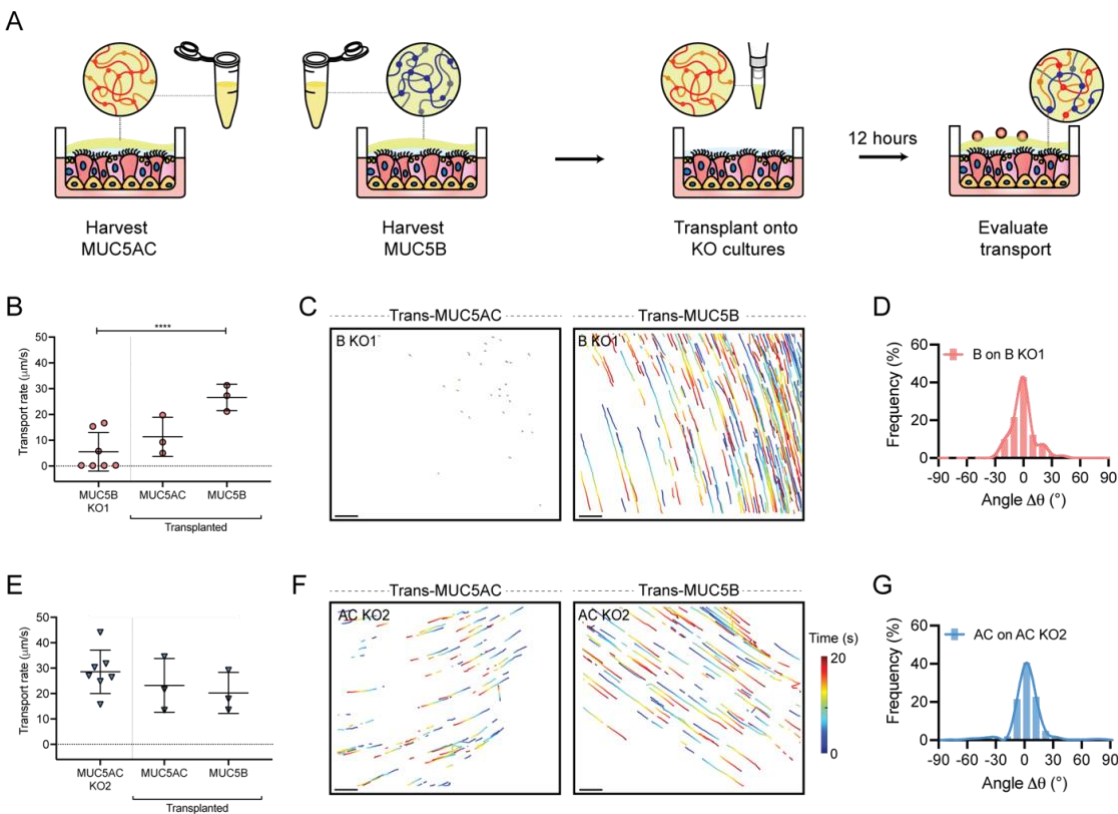 A
Harvest
MUC5AC
Harvest
MUC5B
Transplant onto
KO cultures
12 hours
Evaluate
transport
B
Transport rate (μm/s)
50
40
30
20
10
0
****
MUC5B
KO1
MUC5AC
MUC5B
Transplanted
C
Trans-MUC5AC
Trans-MUC5B
B KO1
B KO1
D
Frequency (%)
60
40
20
0
B on B KO1
-90 -60 -30 0 30 60 90
Angle Δθ (°)
E
Transport rate (μm/s)
50
40
30
20
10
0
MUC5AC
KO2
MUC5AC
MUC5B
Transplanted
F
Trans-MUC5AC
Trans-MUC5B
AC KO2
AC KO2
Time (s)
20
0
G
Frequency (%)
60
40
20
0
AC on AC KO2
-90 -60 -30 0 30 60 90
Angle Δθ (°)